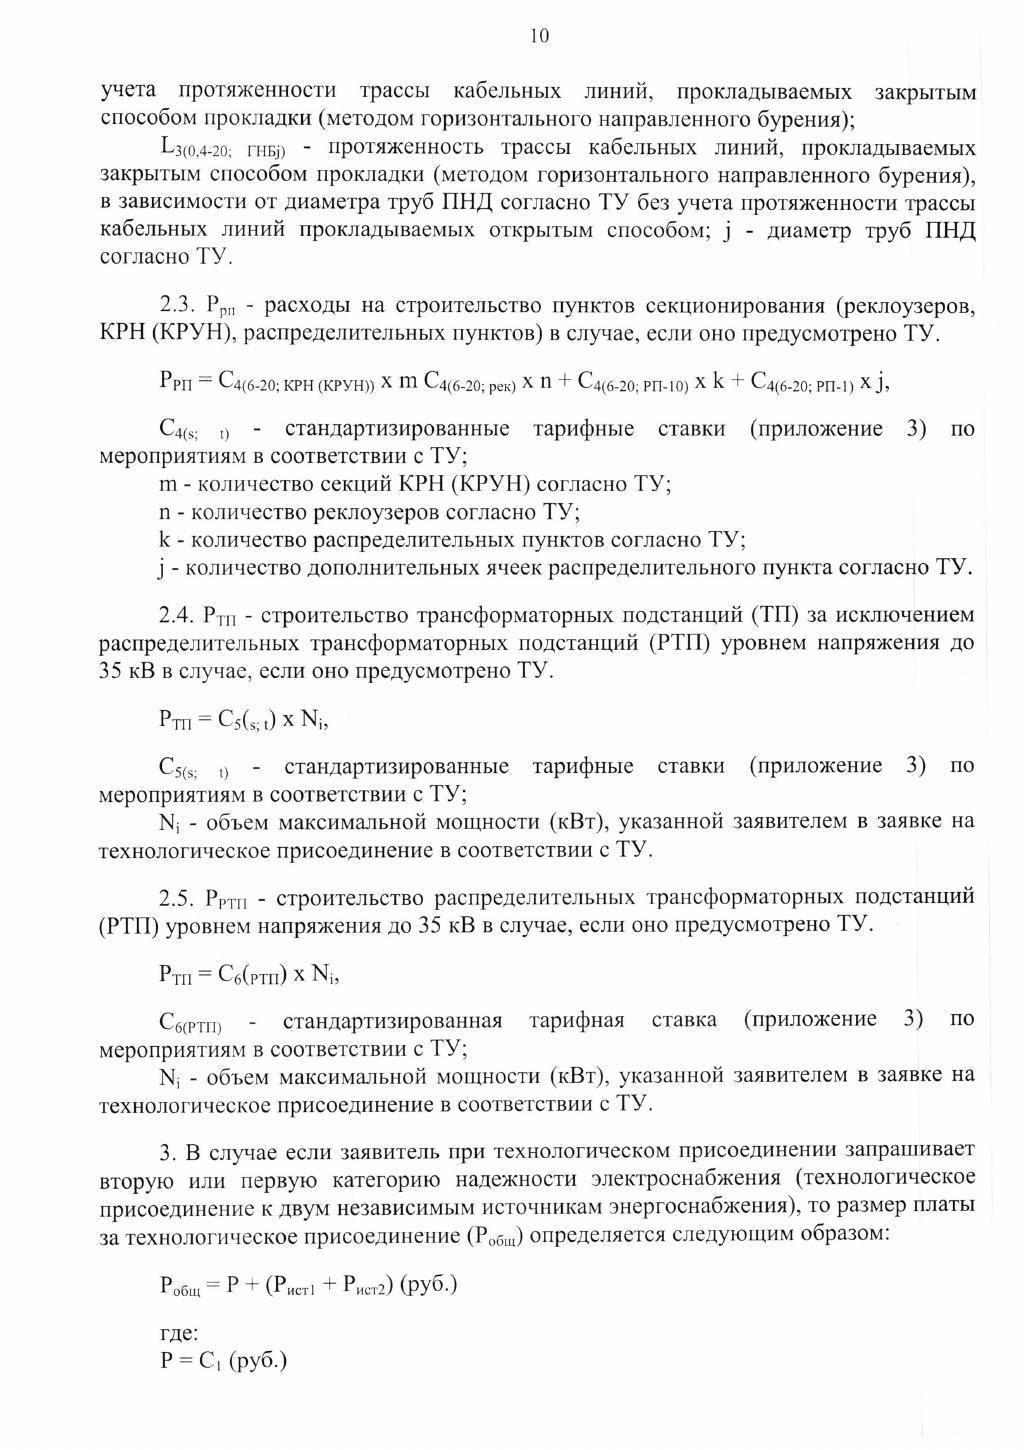 10
учета протяженности трассы кабельных линий, прокладываемых закрытым
способом прокладки (методом горизонтального направленного бурения);
L3(0,4-20; ГНБj) - протяженность трассы кабельных линий, прокладываемых
закрытым способом прокладки (методом горизонтального направленного бурения),
в зависимости от диаметра труб ПНД согласно ТУ без учета протяженности трассы
кабельных линий прокладываемых открытым способом; j - диаметр труб ПНД
согласно ТУ.
2.3. Pрп - расходы на строительство пунктов секционирования (реклоузеров,
КРН (КРУН), распределительных пунктов) в случае, если оно предусмотрено ТУ.
PРП = C4(6-20; КРН (КРУН)) x m C4(6-20; рек) x n + C4(6-20; РП-10) x k + C4(6-20; РП-1) x j,
C4(s; t) - стандартизированные тарифные ставки (приложение 3) по
мероприятиям в соответствии с ТУ;
m - количество секций КРН (КРУН) согласно ТУ;
n - количество реклоузеров согласно ТУ;
k - количество распределительных пунктов согласно ТУ;
j - количество дополнительных ячеек распределительного пункта согласно ТУ.
2.4. PТП - строительство трансформаторных подстанций (ТП) за исключением
распределительных трансформаторных подстанций (РТП) уровнем напряжения до
35 кВ в случае, если оно предусмотрено ТУ.
PТП = C5(s; t) x Ni,
C5(s; t) - стандартизированные тарифные ставки (приложение 3) по
мероприятиям в соответствии с ТУ;
Ni - объем максимальной мощности (кВт), указанной заявителем в заявке на
технологическое присоединение в соответствии с ТУ.
2.5. PРТП - строительство распределительных трансформаторных подстанций
(РТП) уровнем напряжения до 35 кВ в случае, если оно предусмотрено ТУ.
PТП = C6(РТП) x Ni,
C6(РТП) - стандартизированная тарифная ставка (приложение 3) по
мероприятиям в соответствии с ТУ;
Ni - объем максимальной мощности (кВт), указанной заявителем в заявке на
технологическое присоединение в соответствии с ТУ.
3. В случае если заявитель при технологическом присоединении запрашивает
вторую или первую категорию надежности электроснабжения (технологическое
присоединение к двум независимым источникам энергоснабжения), то размер платы
за технологическое присоединение (Pобщ) определяется следующим образом:
Pобщ = P + (Pист1 + Pист2) (руб.)
где:
P = C1 (руб.)